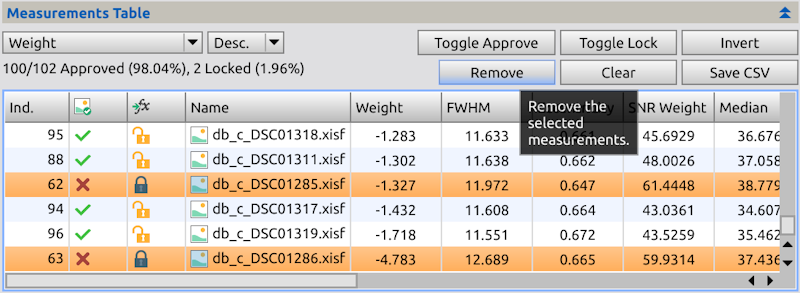 Measurements Table
Weight Desc. Toggle Approve Toggle Lock Invert
100/102 Approved (98.04%), 2 Locked (1.96%) Remove Clear Save CSV
Ind. fx Name Weight FWHM SNR Weight Median
Remove the
selected
measurements.
95 db_c_DSC01318.xisf -1.283 11.633 0.661 45.6929 36.676
88 db_c_DSC01311.xisf -1.302 11.638 0.662 48.0026 37.058
62 db_c_DSC01285.xisf -1.327 11.972 0.647 61.4448 38.779
94 db_c_DSC01317.xisf -1.432 11.608 0.664 43.0361 34.607
96 db_c_DSC01319.xisf -1.718 11.551 0.672 43.5259 35.462
63 db_c_DSC01286.xisf -4.783 12.689 0.665 59.9314 37.436